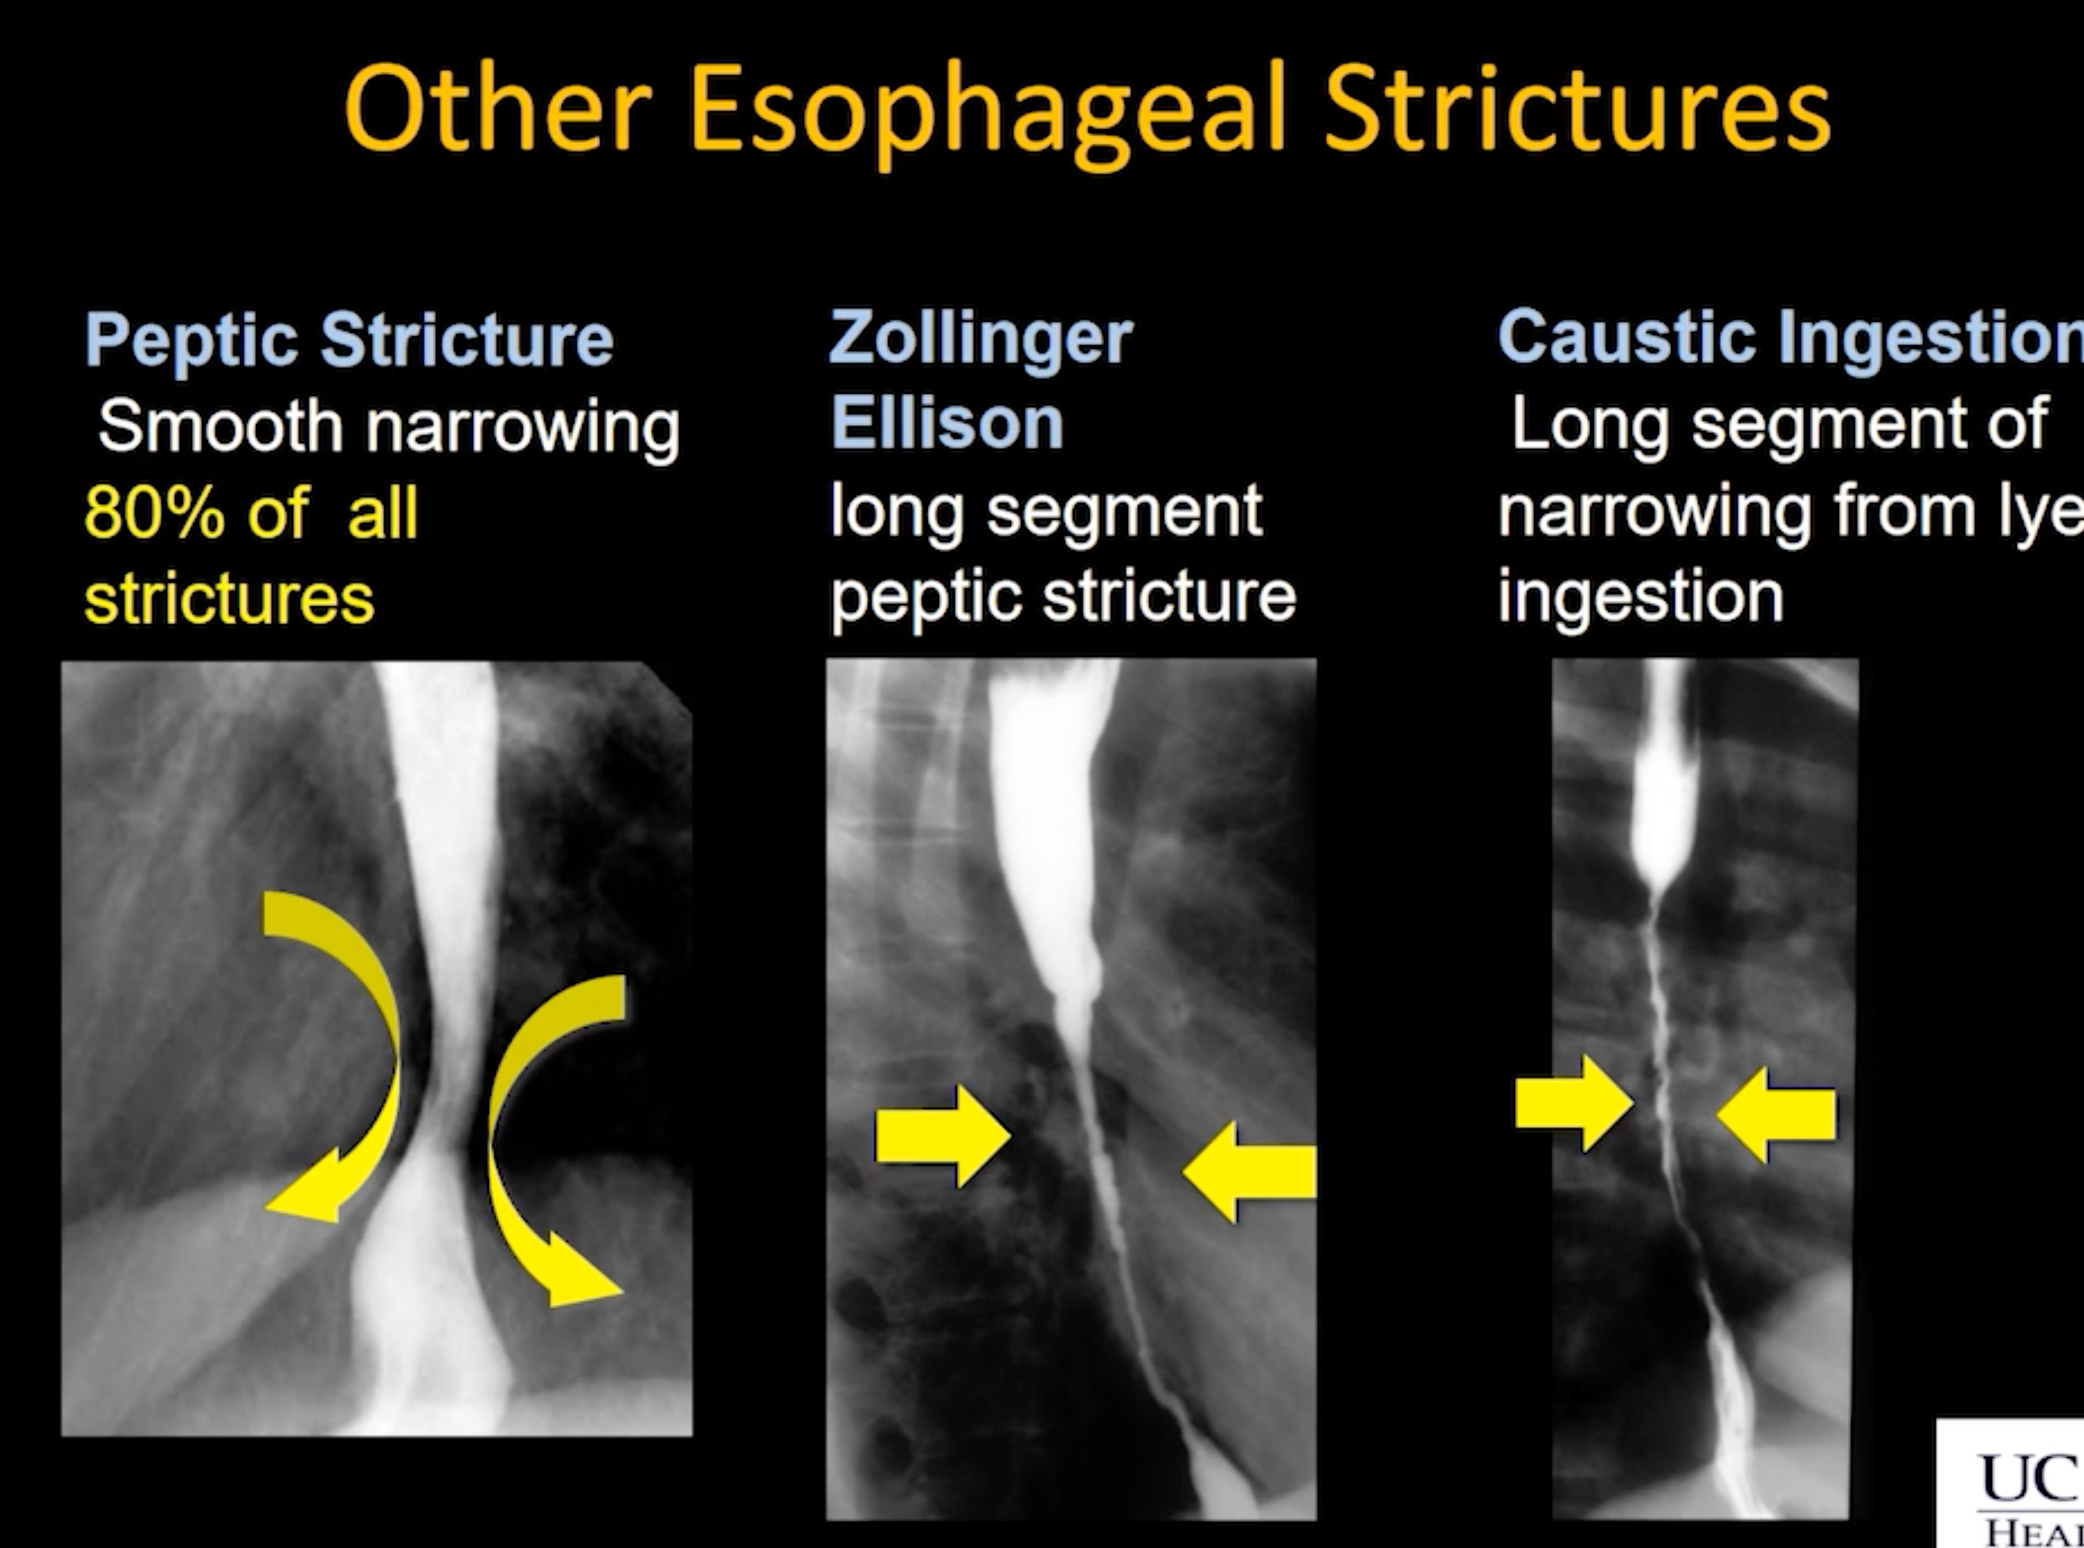 Other Esophageal Strictures
Peptic Stricture
Smooth narrowing
80% of all
strictures
Zollinger
Ellison
long segment
peptic stricture
Caustic Ingestion
Long segment of
narrowing from lye
ingestion
UC
HEAL